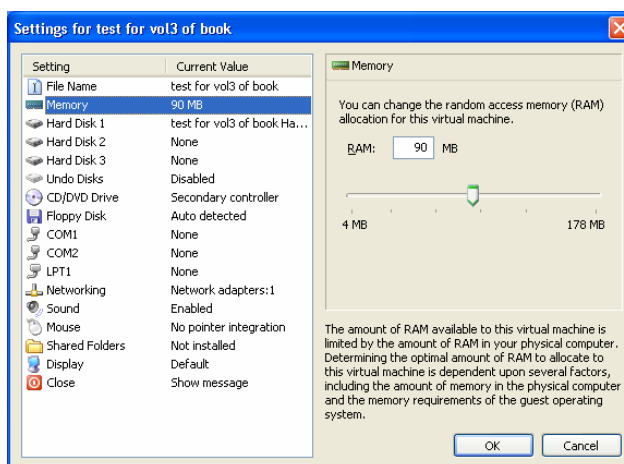 Settings for test for vol3 of book
Setting Current Value
File Name test for vol3 of book
Memory 90 MB
Hard Disk 1 test for vol3 of book Ha...
Hard Disk 2 None
Hard Disk 3 None
Undo Disks Disabled
CD/DVD Drive Secondary controller
Floppy Disk Auto detected
COM1 None
COM2 None
LPT1 None
Networking Network adapters:1
Sound Enabled
Mouse No pointer integration
Shared Folders Not installed
Display Default
Close Show message
Memory
You can change the random access memory (RAM)
allocation for this virtual machine.
RAM: 90 MB
4 MB 178 MB
The amount of RAM available to this virtual machine is
limited by the amount of RAM in your physical computer.
Determining the optimal amount of RAM to allocate to
this virtual machine is dependent upon several factors,
including the amount of memory in the physical computer
and the memory requirements of the guest operating
system.
OK Cancel